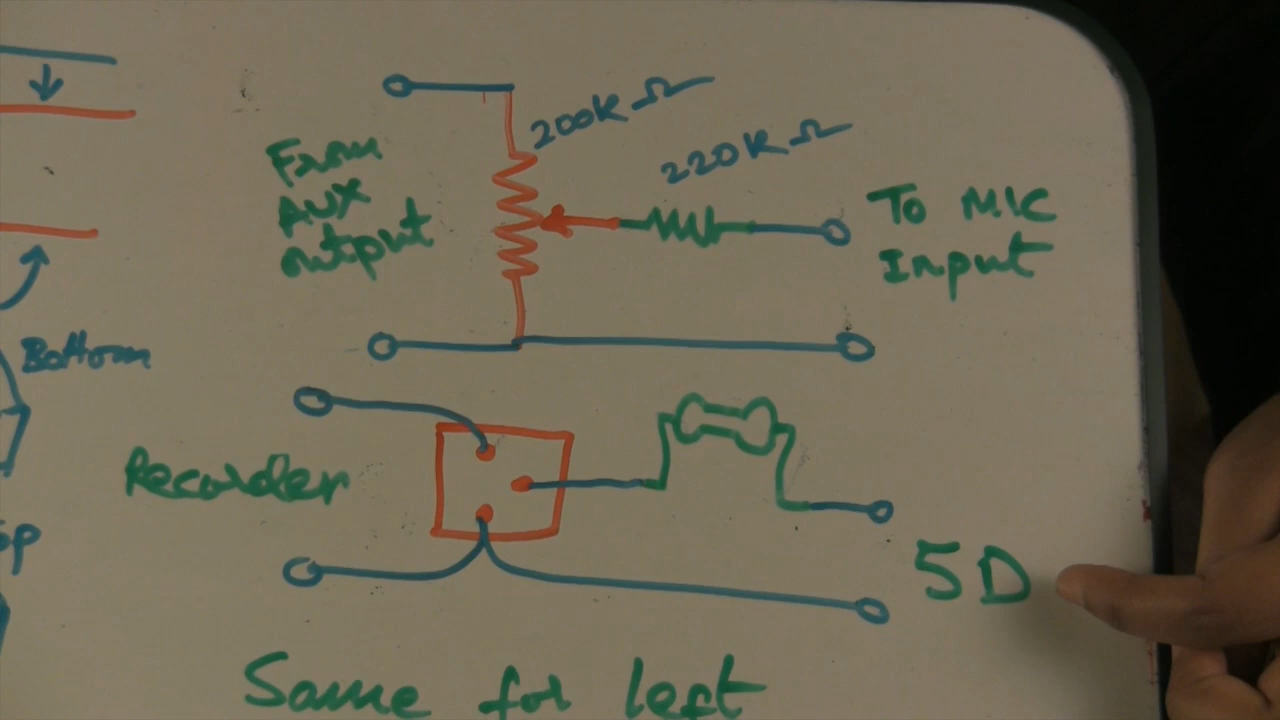 200K Ω
220K Ω
From
AUX
output
To MIC
Input
Bottom
Recorder
5D
Same for left